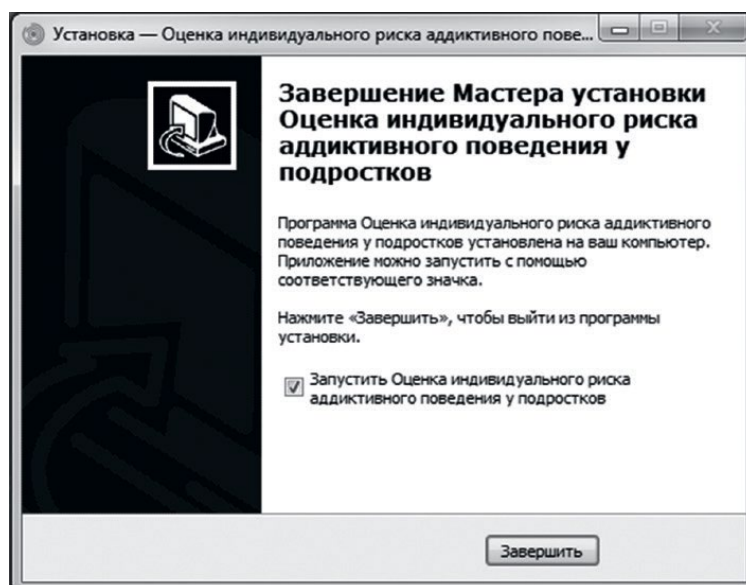 Установка — Оценка индивидуального риска аддиктивного пове...
Завершение Мастера установки
Оценка индивидуального риска
аддиктивного поведения у
подростков
Программа Оценка индивидуального риска аддиктивного
поведения у подростков установлена на ваш компьютер.
Приложение можно запустить с помощью
соответствующего значка.
Нажмите «Завершить», чтобы выйти из программы
установки.
Запустить Оценка индивидуального риска
аддиктивного поведения у подростков
Завершить